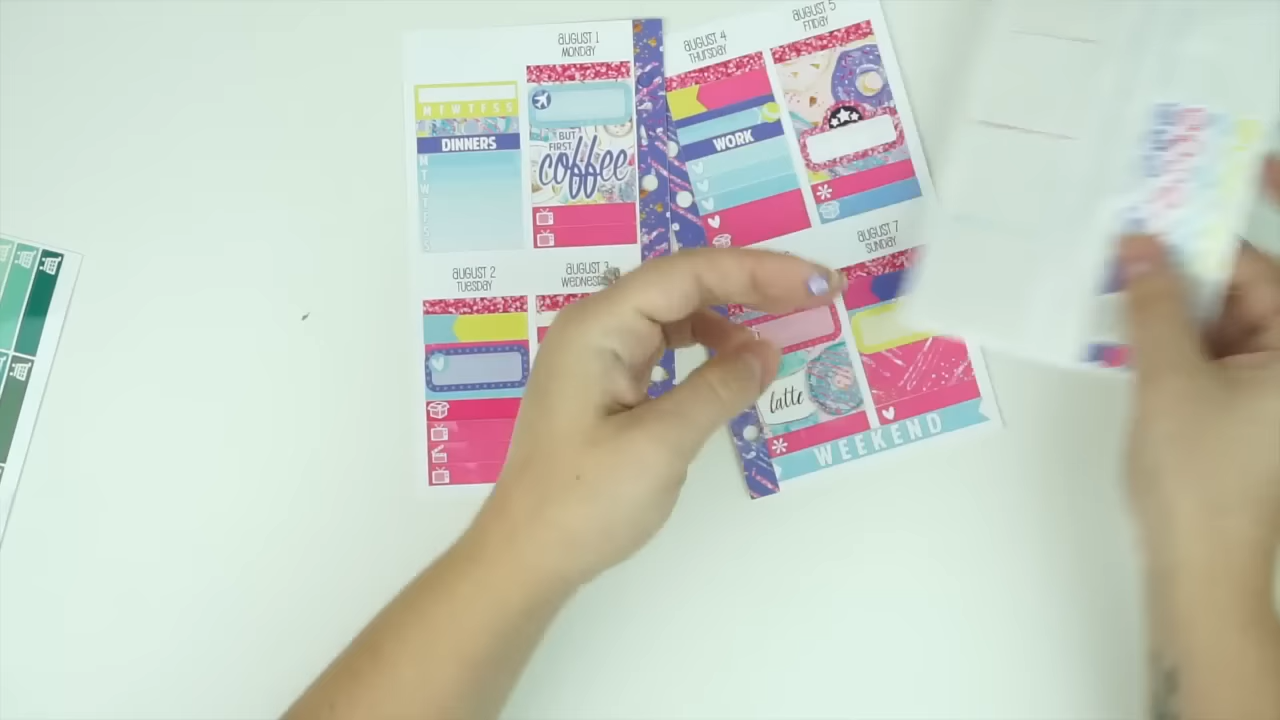 AUGUST 1
MONDAY
M T W T F S S
DINNERS
M
T
W
T
F
S
S
BUT
FIRST,
coffee
AUGUST 2
TUESDAY
AUGUST 3
AUGUST 4
THURSDAY
WORK
AUGUST 5
FRIDAY
latte
AUGUST 7
SUNDAY
WEEKEND